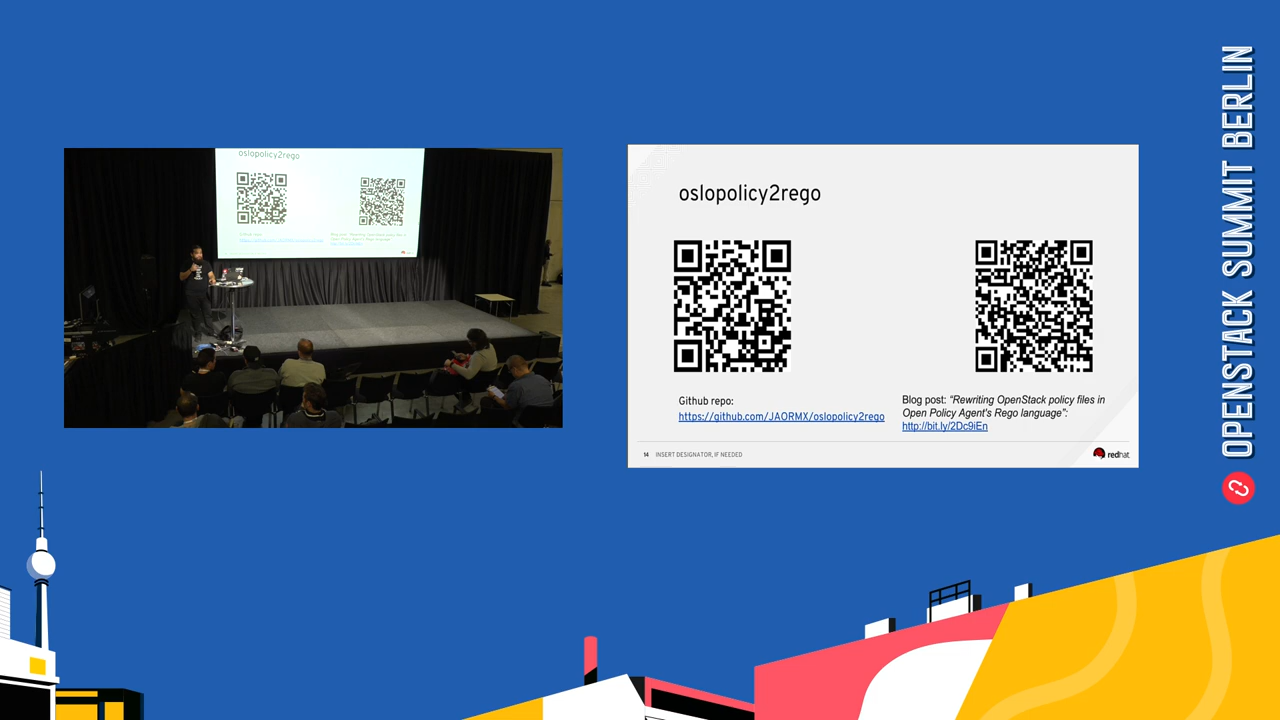 oslopolicy2rego
oslopolicy2rego
Github repo:
https://github.com/JAORMX/oslopolicy2rego
Blog post: “Rewriting OpenStack policy files in
Open Policy Agent's Rego language”:
http://bit.ly/2Dc9iEn
14 INSERT DESIGNATOR, IF NEEDED
redhat
OPENSTACK SUMMIT BERLIN